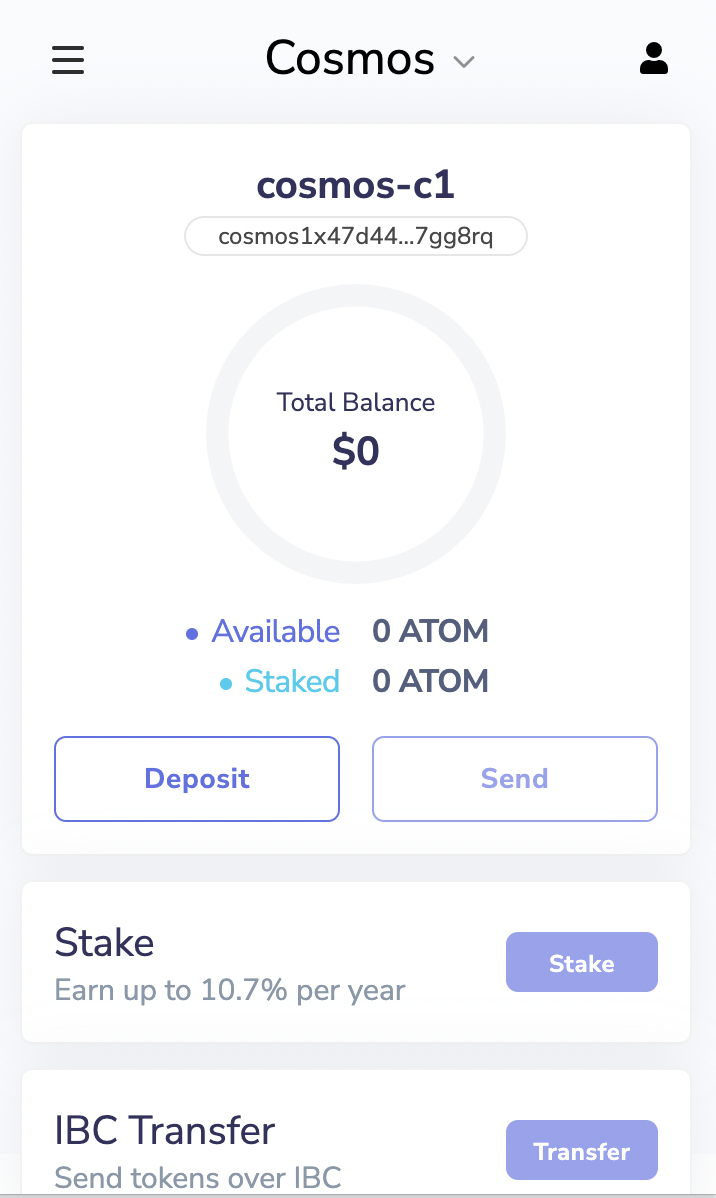 Cosmos
cosmos-c1
cosmos1x47d44...7gg8rq
Total Balance
$0
Available 0 ATOM
Staked 0 ATOM
Deposit Send
Stake
Earn up to 10.7% per year
Stake
IBC Transfer
Send tokens over IBC
Transfer